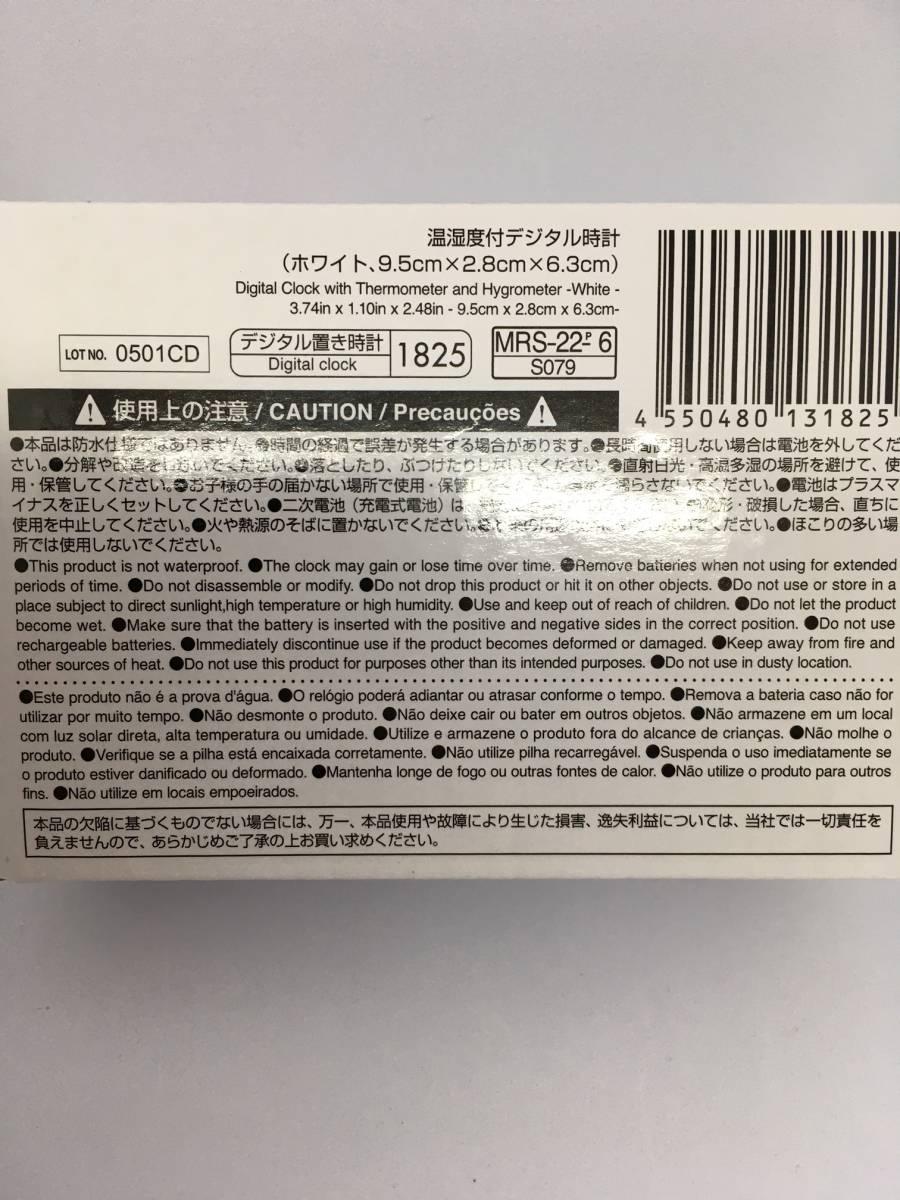 温湿度付デジタル時計
(ホワイト、9.5cm×2.8cm×6.3cm)
Digital Clock with Thermometer and Hygrometer -White -
3.74in x 1.10in x 2.48in - 9.5cm x 2.8cm x 6.3cm-
LOT NO. 0501CD
デジタル置き時計
Digital clock
1825
MRS-22-P 6
S079
4 550480 131825
使用上の注意 / CAUTION / Precauções
●本品は防水仕様ではありません。●時間の経過で誤差が発生する場合があります。●長時間使用しない場合は電池を外してくだ
さい。●分解や改造をしないでください。●落としたり、ぶつけたりしないでください。●直射日光・高温多湿の場所を避けて、使
用・保管してください。●お子様の手の届かない場所で使用・保管し 濡らさないでください。●電池はプラスマ
イナスを正しくセットしてください。●二次電池(充電式電池)は 変形・破損した場合、直ちに
使用を中止してください。●火や熱源のそばに置かないでください。 でください。●ほこりの多い場
所では使用しないでください。
●This product is not waterproof. ●The clock may gain or lose time over time. ●Remove batteries when not using for extended
periods of time. ●Do not disassemble or modify. ●Do not drop this product or hit it on other objects. ●Do not use or store in a
place subject to direct sunlight,high temperature or high humidity. ●Use and keep out of reach of children. ●Do not let the product
become wet. ●Make sure that the battery is inserted with the positive and negative sides in the correct position. ●Do not use
rechargeable batteries. ●Immediately discontinue use if the product becomes deformed or damaged. ●Keep away from fire and
other sources of heat. ●Do not use this product for purposes other than its intended purposes. ●Do not use in dusty location.
●Este produto não é a prova d'água. ●O relógio poderá adiantar ou atrasar conforme o tempo. ●Remova a bateria caso não for
utilizar por muito tempo. ●Não desmonte o produto. ●Não deixe cair ou bater em outros objetos. ●Não armazene em um local
com luz solar direta, alta temperatura ou umidade. ●Utilize e armazene o produto fora do alcance de crianças. ●Não molhe o
produto. ●Verifique se a pilha está encaixada corretamente. ●Não utilize pilha recarregável. ●Suspenda o uso imediatamente se
o produto estiver danificado ou deformado. ●Mantenha longe de fogo ou outras fontes de calor. ●Não utilize o produto para outros
fins. ●Não utilize em locais empoeirados.
本品の欠陥に基づくものでない場合には、万一、本品使用や故障により生じた損害、逸失利益については、当社では一切責任を
負えませんので、あらかじめご了承の上お買い求めください。